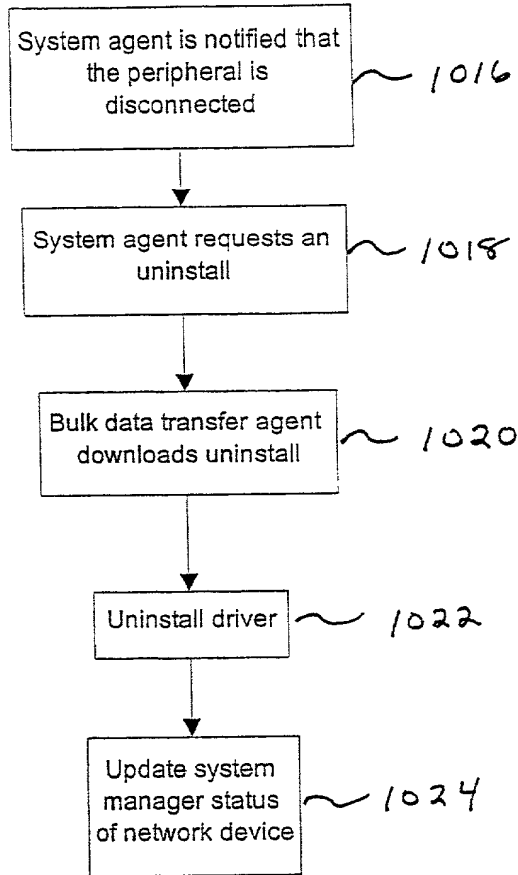 System agent is notified that
the peripheral is
disconnected
1016
System agent requests an
uninstall
1018
Bulk data transfer agent
downloads uninstall
1020
Uninstall driver
1022
Update system
manager status
of network device
1024